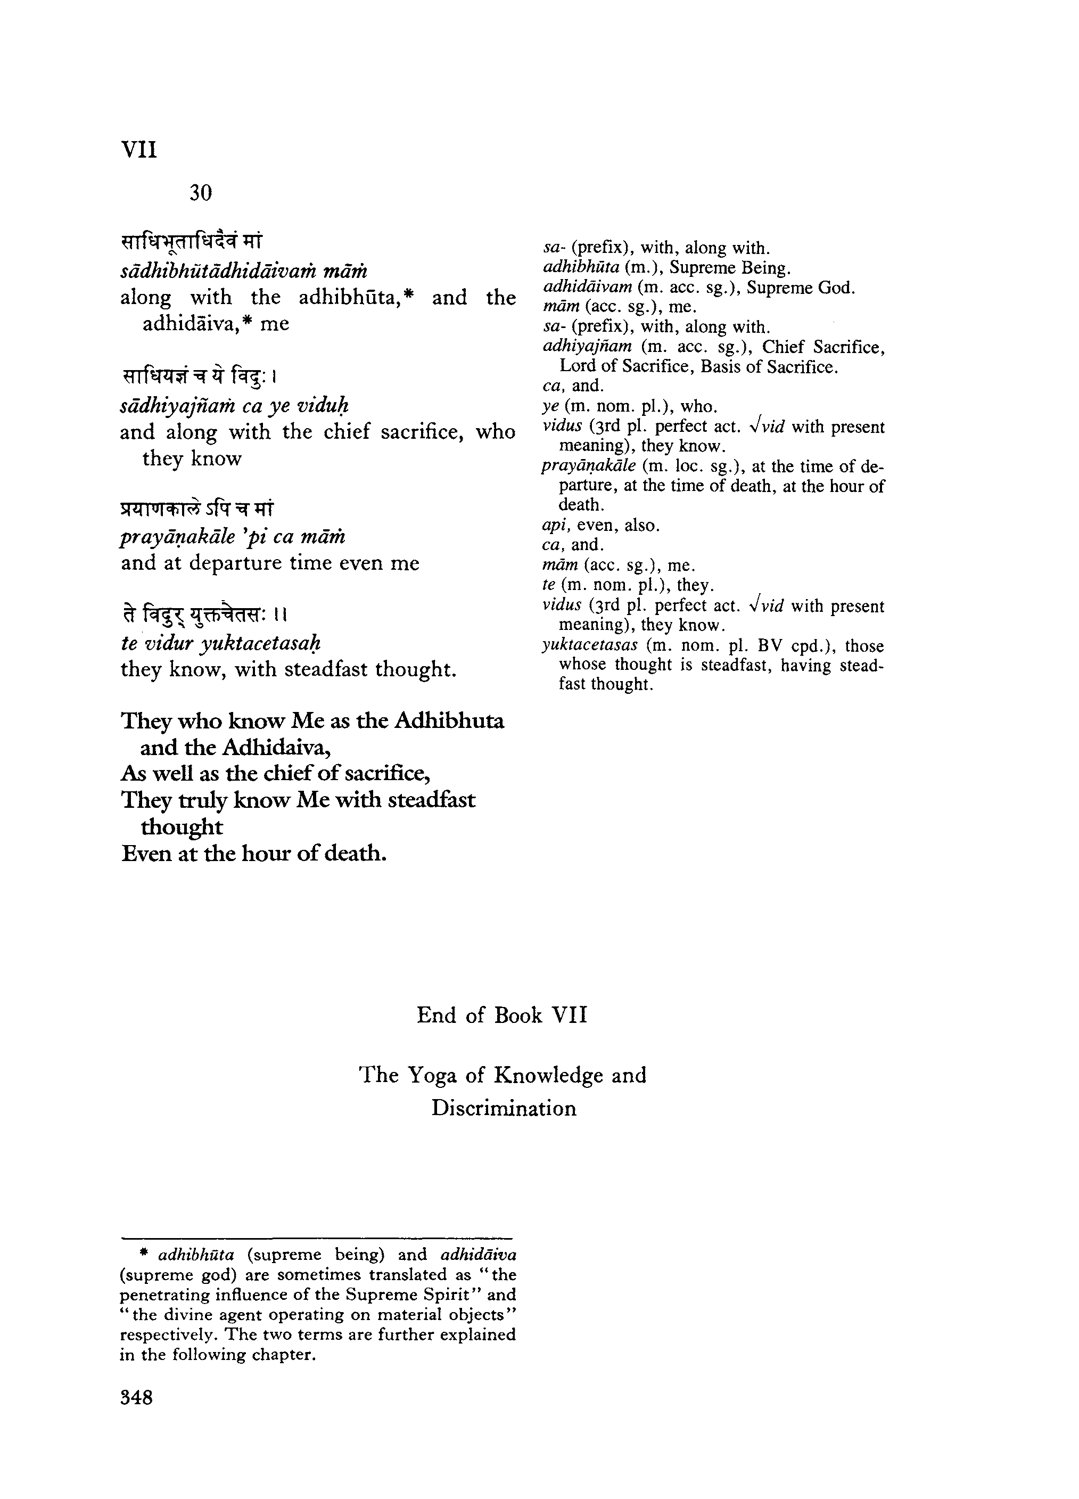 VII
30
साधिभूताधिदैवं मां
sādhibhūtādhidāivaṁ māṁ
along with the adhibhūta,* and the
adhidāiva,* me
साधियज्ञं च ये विदुः ।
sādhiyajñaṁ ca ye viduḥ
and along with the chief sacrifice, who
they know
प्रयाणकाले ऽपि च मां
prayāṇakāle 'pi ca māṁ
and at departure time even me
ते विदुर् युक्तचेतसः ।।
te vidur yuktacetasaḥ
they know, with steadfast thought.
They who know Me as the Adhibhuta
and the Adhidaiva,
As well as the chief of sacrifice,
They truly know Me with steadfast
thought
Even at the hour of death.
sa- (prefix), with, along with.
adhibhūta (m.), Supreme Being.
adhidāivam (m. acc. sg.), Supreme God.
mām (acc. sg.), me.
sa- (prefix), with, along with.
adhiyajñam (m. acc. sg.), Chief Sacrifice,
Lord of Sacrifice, Basis of Sacrifice.
ca, and.
ye (m. nom. pl.), who.
vidus (3rd pl. perfect act. √vid with present
meaning), they know.
prayāṇakāle (m. loc. sg.), at the time of de-
parture, at the time of death, at the hour of
death.
api, even, also.
ca, and.
mām (acc. sg.), me.
te (m. nom. pl.), they.
vidus (3rd pl. perfect act. √vid with present
meaning), they know.
yuktacetasas (m. nom. pl. BV cpd.), those
whose thought is steadfast, having stead-
fast thought.
End of Book VII
The Yoga of Knowledge and
Discrimination
* adhibhūta (supreme being) and adhidāiva
(supreme god) are sometimes translated as "the
penetrating influence of the Supreme Spirit" and
"the divine agent operating on material objects"
respectively. The two terms are further explained
in the following chapter.
348